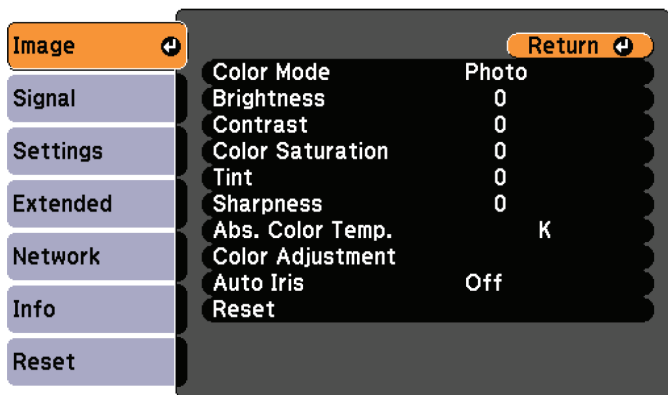 Image
Signal
Settings
Extended
Network
Info
Reset
Return
Color Mode Photo
Brightness 0
Contrast 0
Color Saturation 0
Tint 0
Sharpness 0
Abs. Color Temp. K
Color Adjustment
Auto Iris Off
Reset